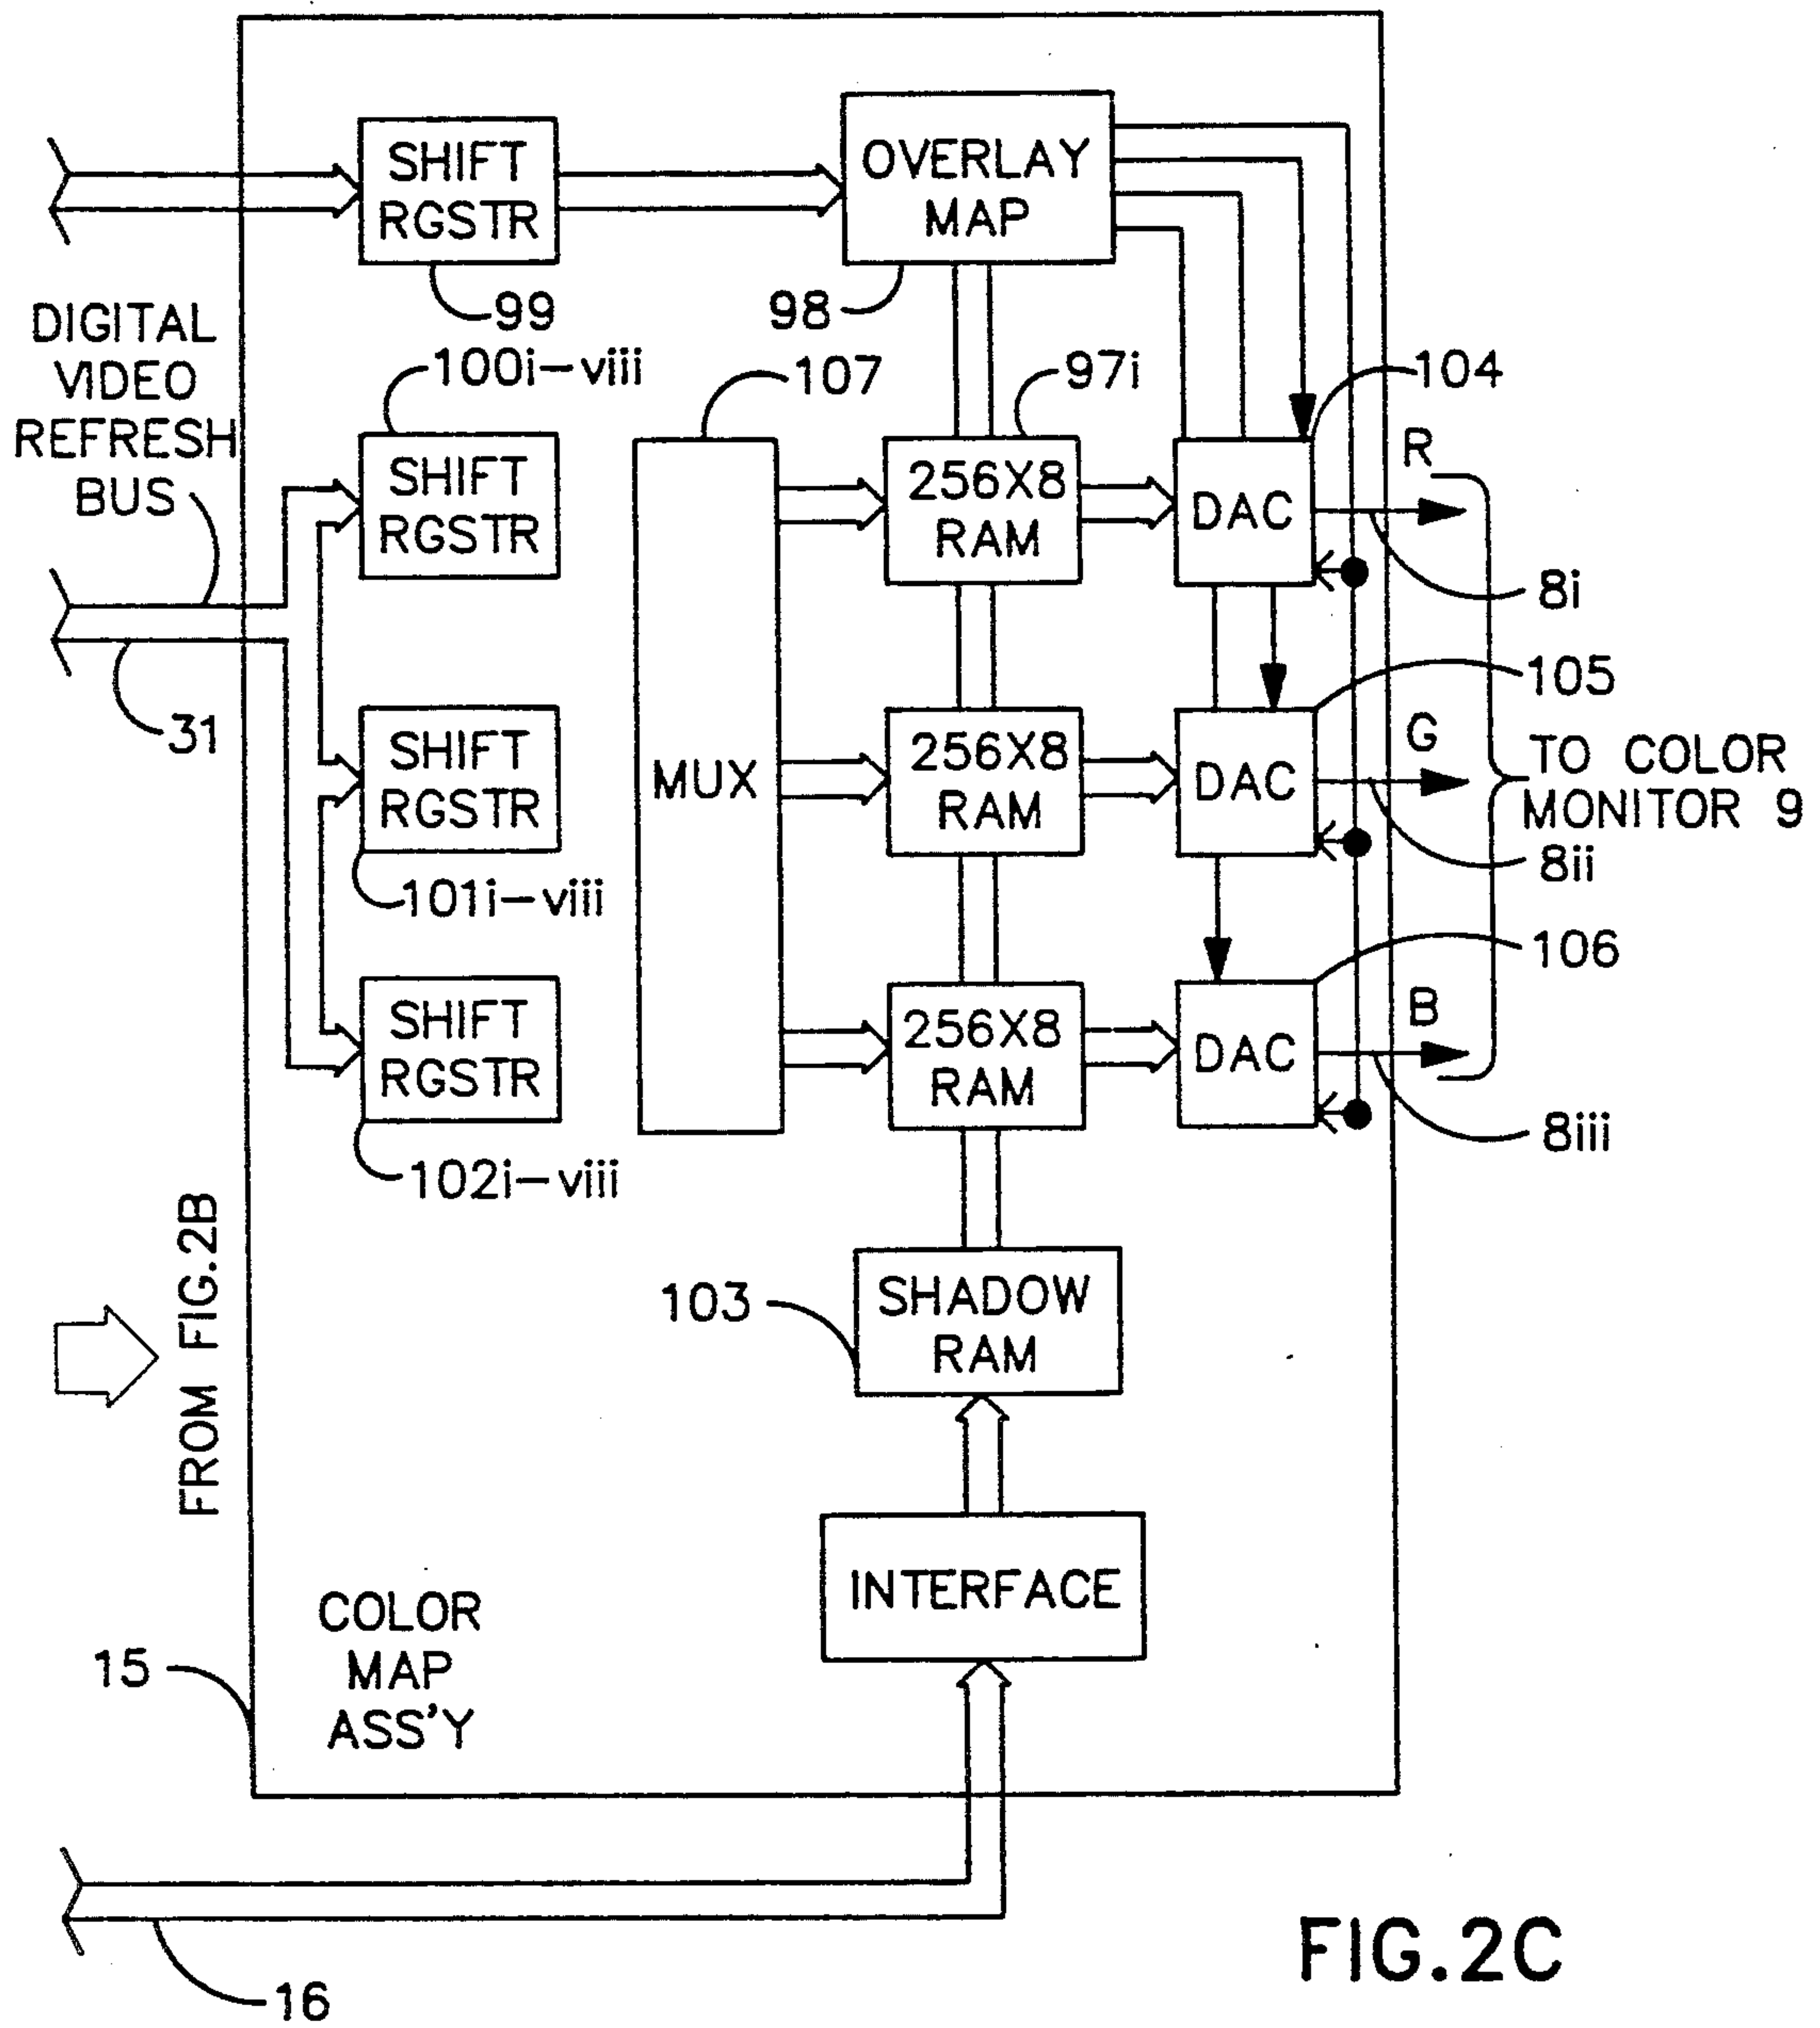 SHIFT
RGSTR
99
OVERLAY
MAP
98
DIGITAL
VIDEO
REFRESH
BUS
31
100i-viii
SHIFT
RGSTR
107
MUX
97i
256X8
RAM
104
DAC
R
8i
SHIFT
RGSTR
101i-viii
256X8
RAM
105
DAC
G
8ii
TO COLOR
MONITOR 9
SHIFT
RGSTR
102i-viii
256X8
RAM
106
DAC
B
8iii
FROM FIG.2B
103
SHADOW
RAM
INTERFACE
COLOR
MAP
ASS'Y
15
16
FIG.2C